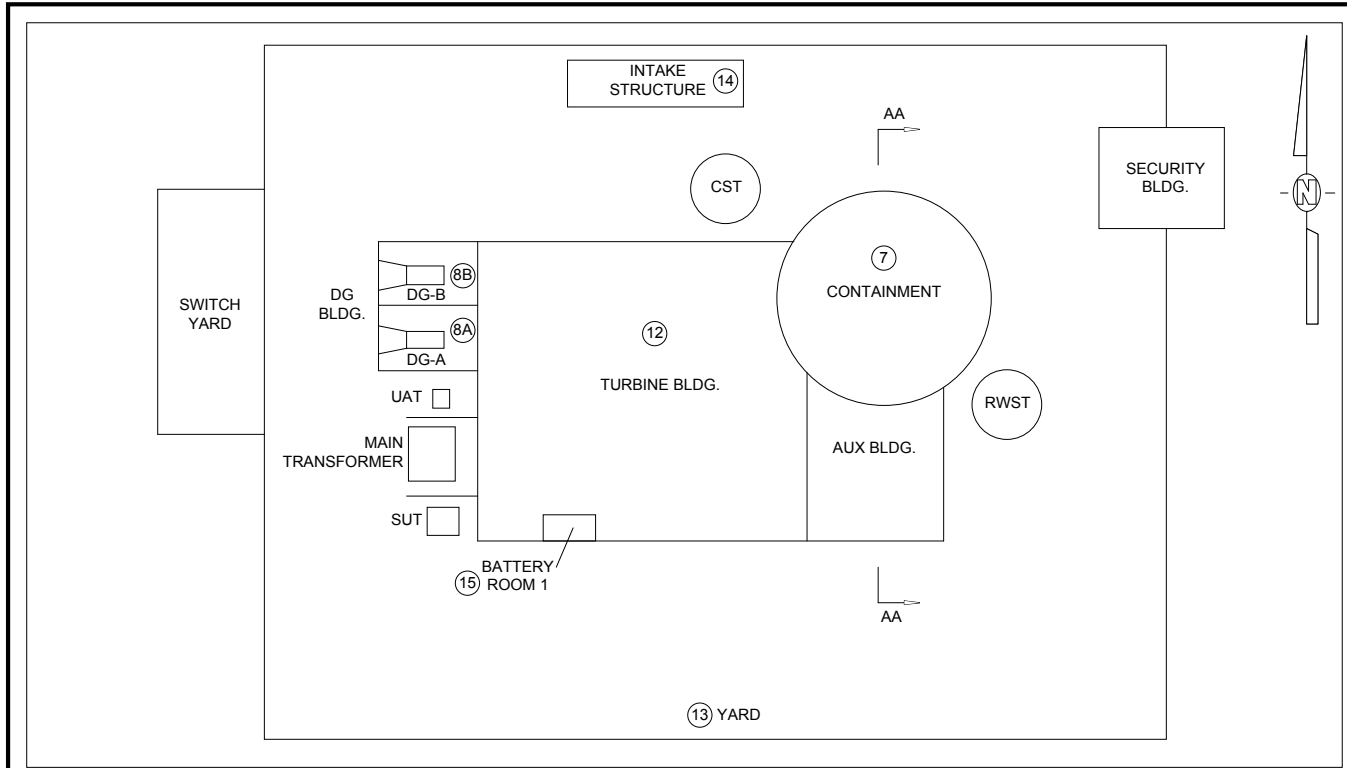 INTAKE
STRUCTURE
14
AA
SECURITY
BLDG.
N
CST
7
CONTAINMENT
SWITCH
YARD
DG
BLDG.
8B
DG-B
8A
DG-A
12
TURBINE BLDG.
UAT
RWST
MAIN
TRANSFORMER
AUX BLDG.
SUT
15
BATTERY
ROOM 1
AA
13 YARD